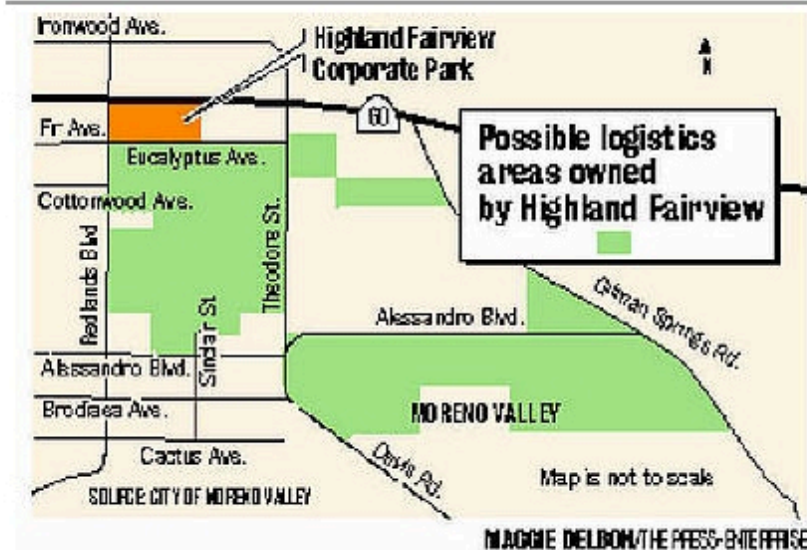 Ironwood Ave.
Highland Fairview
Corporate Park
60
Fir Ave.
Eucalyptus Ave.
Possible logistics
areas owned
by Highland Fairview
Cottonwood Ave.
Redlands Blvd
Theodore St.
Sinclair St.
Alessandro Blvd.
Gilman Springs Rd.
Alessandro Blvd.
Brodiaea Ave.
MORENO VALLEY
Cactus Ave.
Davis Rd.
Map is not to scale
SOURCE: CITY OF MORENO VALLEY
MAGGIE DELBON/THE PRESS-ENTERPRISE
N